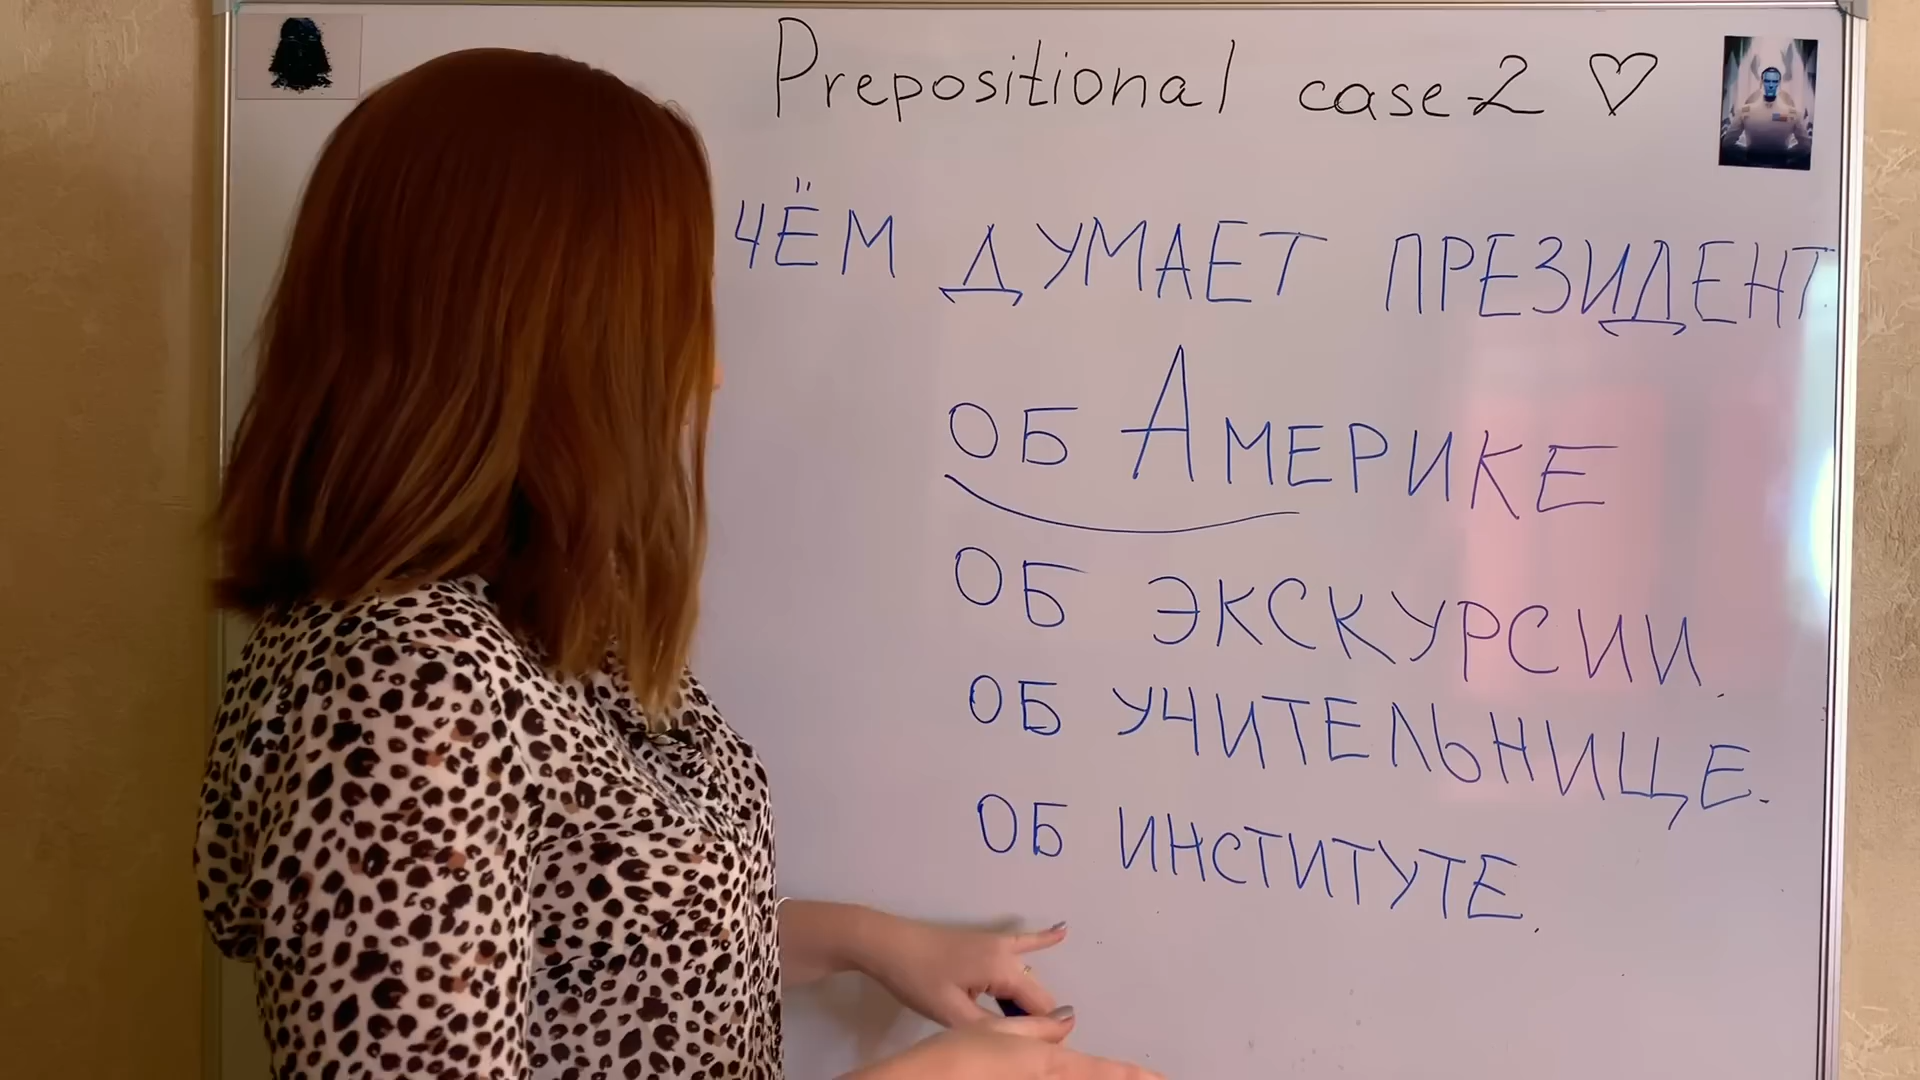 Prepositional case-2 ♡
ЧЁМ ДУМАЕТ ПРЕЗИДЕНТ
ОБ АМЕРИКЕ
ОБ ЭКСКУРСИИ.
ОБ УЧИТЕЛЬНИЦЕ.
ОБ ИНСТИТУТЕ.